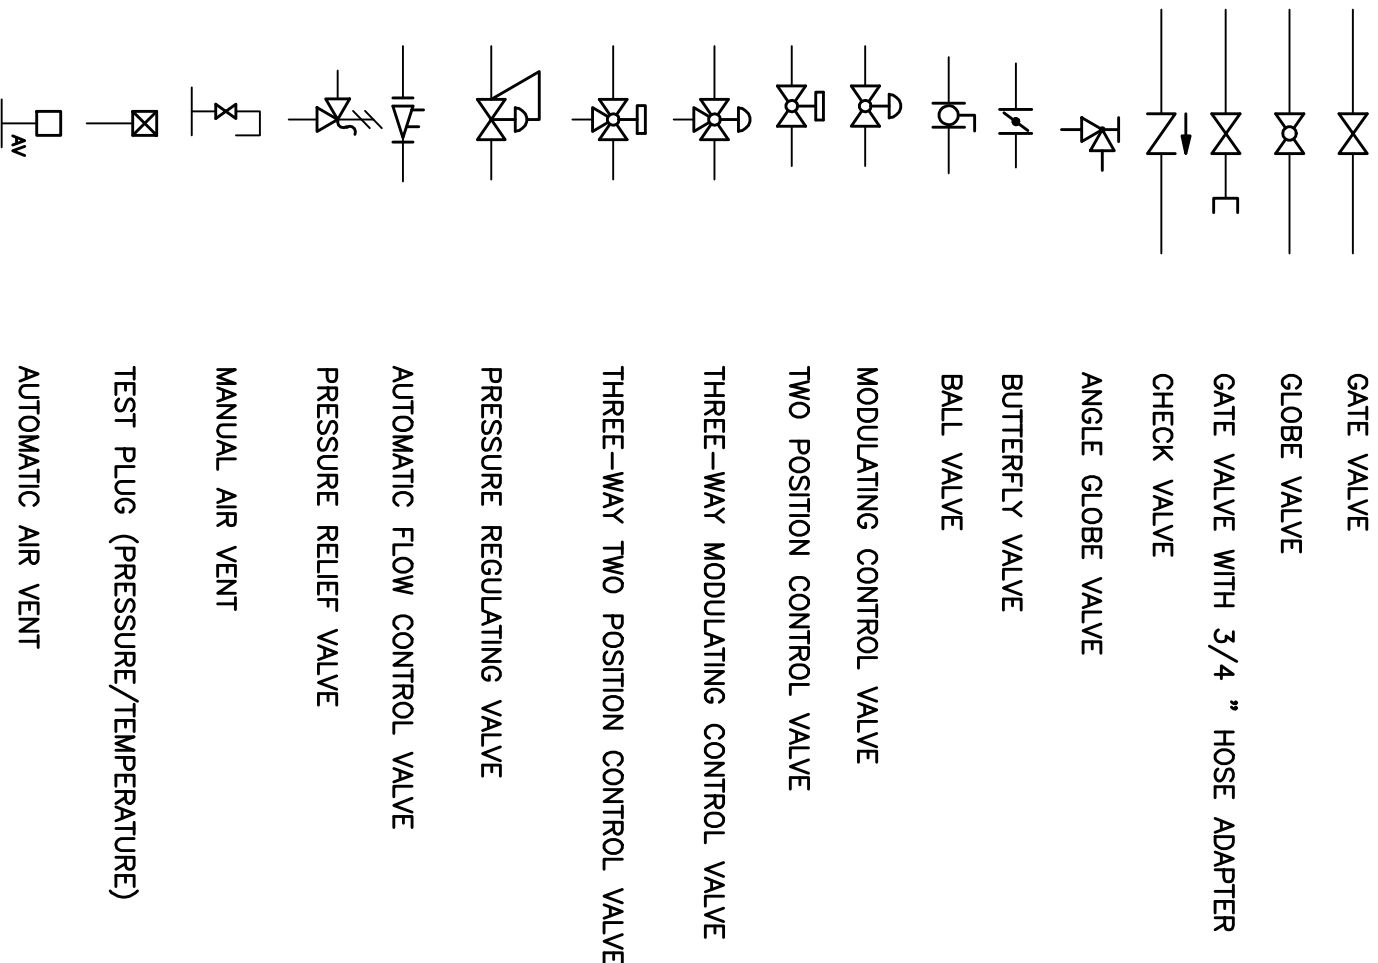 GATE VALVE
GLOBE VALVE
GATE VALVE WITH 3/4 " HOSE ADAPTER
CHECK VALVE
ANGLE GLOBE VALVE
BUTTERFLY VALVE
BALL VALVE
MODULATING CONTROL VALVE
TWO POSITION CONTROL VALVE
THREE-WAY MODULATING CONTROL VALVE
THREE-WAY TWO POSITION CONTROL VALVE
PRESSURE REGULATING VALVE
AUTOMATIC FLOW CONTROL VALVE
PRESSURE RELIEF VALVE
MANUAL AIR VENT
TEST PLUG (PRESSURE/TEMPERATURE)
AV
AUTOMATIC AIR VENT